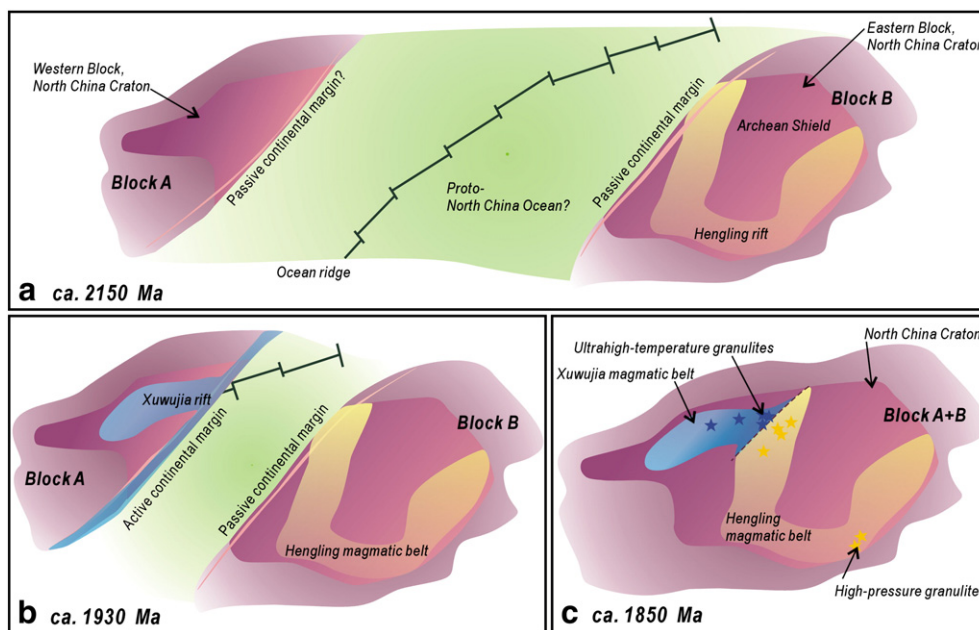 Western Block,
North China Craton
Passive continental margin?
Block A
Proto-
North China Ocean?
Ocean ridge
Passive continental margin
Eastern Block,
North China Craton
Block B
Archean Shield
Hengling rift
a ca. 2150 Ma
Xuwujia rift
Block A
Active continental margin
Passive continental margin
Block B
Hengling magmatic belt
b ca. 1930 Ma
North China Craton
Ultrahigh-temperature granulites
Xuwujia magmatic belt
Block A+B
Hengling
magmatic belt
High-pressure granulite
c ca. 1850 Ma